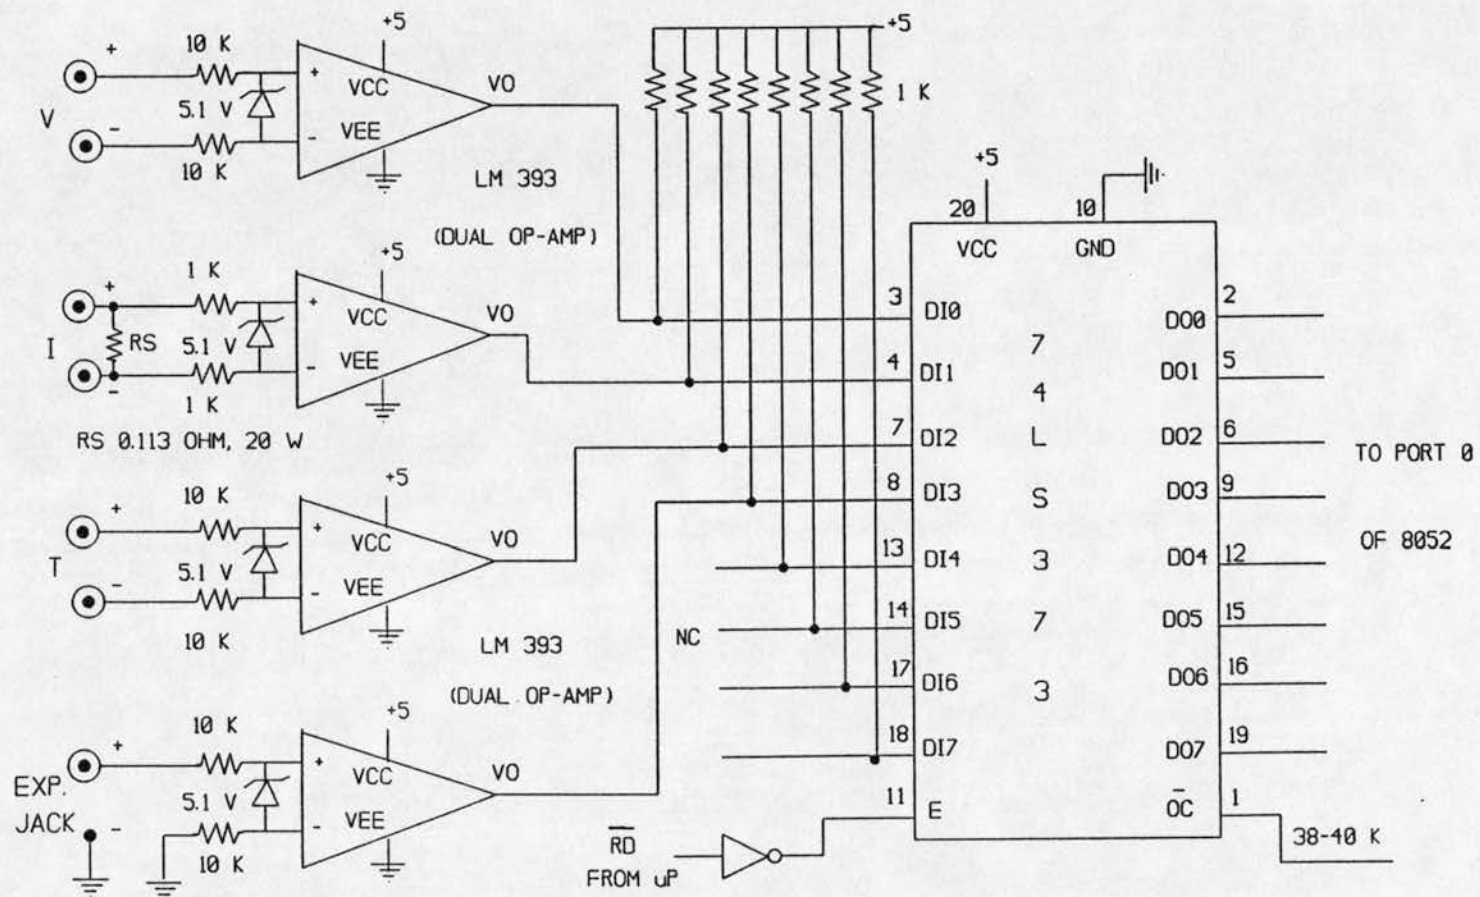 +5
+5
10 K
+
+
VCC
V0
5.1 V
1 K
V
-
-
VEE
10 K
LM 393
+5
20
10
VCC
GND
(DUAL OP-AMP)
+5
1 K
+
+
VCC
V0
3
DI0
2
DO0
I
RS
5.1 V
VEE
4
DI1
5
DO1
-
-
1 K
RS 0.113 OHM, 20 W
7
DI2
6
DO2
TO PORT 0
+5
10 K
+
+
VCC
V0
8
DI3
9
DO3
OF 8052
T
5.1 V
VEE
13
DI4
12
DO4
-
-
10 K
LM 393
NC
14
DI5
15
DO5
(DUAL OP-AMP)
17
DI6
16
DO6
7
4
L
S
3
7
3
+5
10 K
+
+
VCC
V0
18
DI7
19
DO7
EXP.
JACK
5.1 V
VEE
11
E
1
OC
-
-
10 K
RD
FROM uP
38-40 K